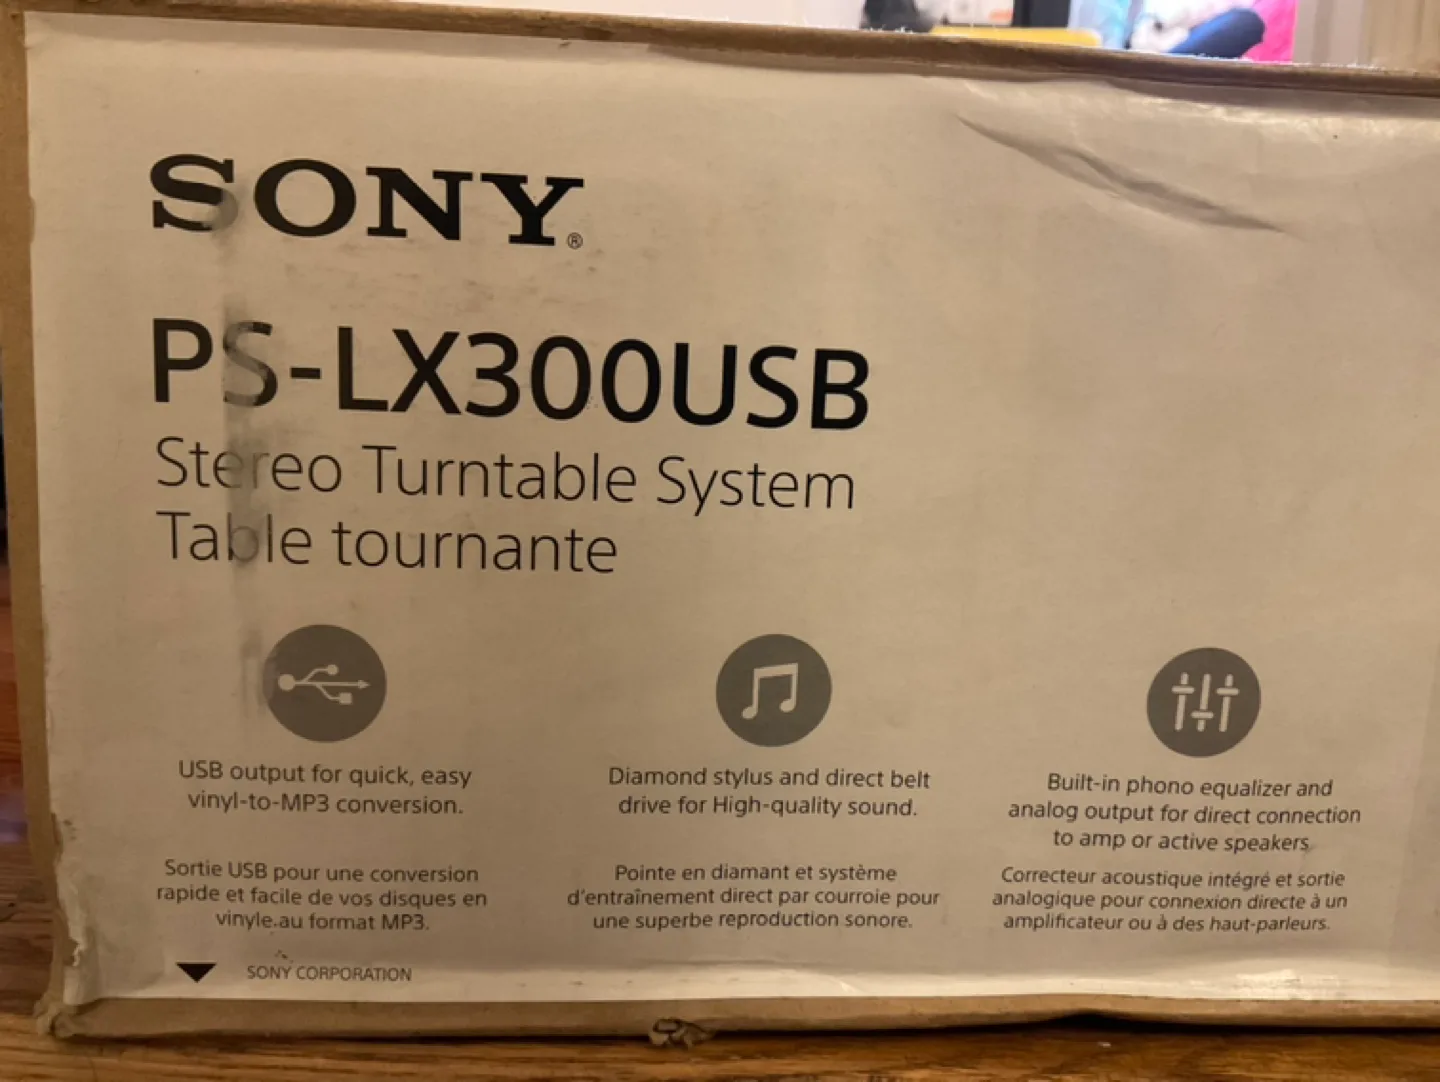 SONY®
PS-LX300USB
Stereo Turntable System
Table tournante
USB output for quick, easy
vinyl-to-MP3 conversion.
Sortie USB pour une conversion
rapide et facile de vos disques en
vinyle.au format MP3.
Diamond stylus and direct belt
drive for High-quality sound.
Pointe en diamant et système
d'entraînement direct par courroie pour
une superbe reproduction sonore.
Built-in phono equalizer and
analog output for direct connection
to amp or active speakers
Correcteur acoustique intégré et sortie
analogique pour connexion directe à un
amplificateur ou à des haut-parleurs.
SONY CORPORATION